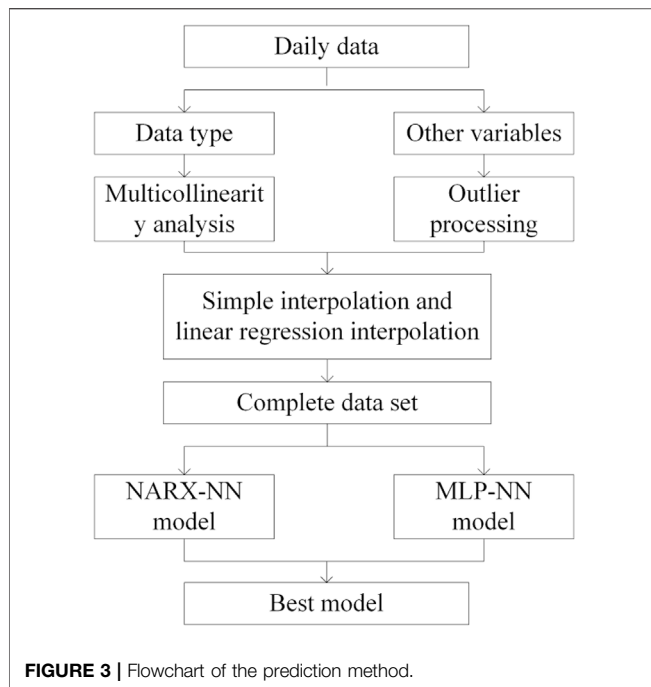 Daily data
Data type
Other variables
Multicollinearit
y analysis
Outlier
processing
Simple interpolation and
linear regression interpolation
Complete data set
NARX-NN
model
MLP-NN
model
Best model
FIGURE 3 | Flowchart of the prediction method.